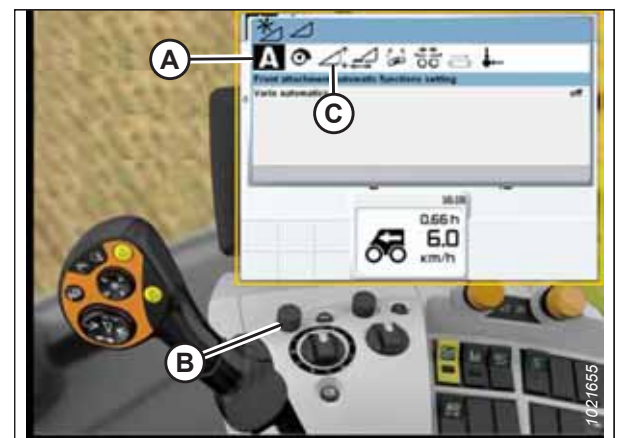 A
A
C
Front attachment automatic functions setting
Vario automatic
off
0.66 h
6.0
km/h
B
1021655